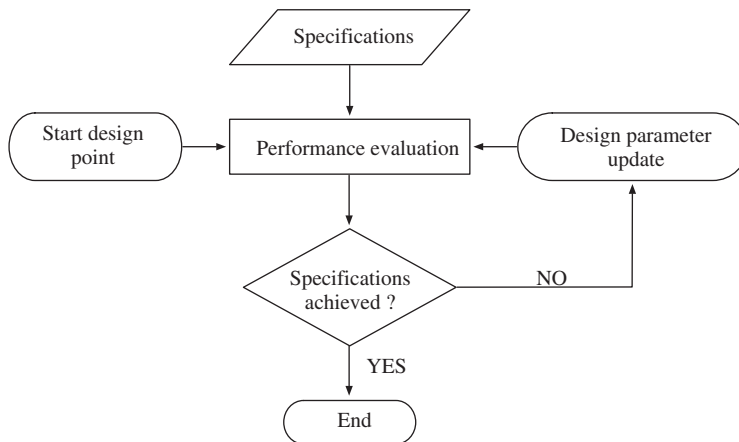 Specifications
Start design
point
Performance evaluation
Design parameter
update
Specifications
achieved ?
NO
YES
End